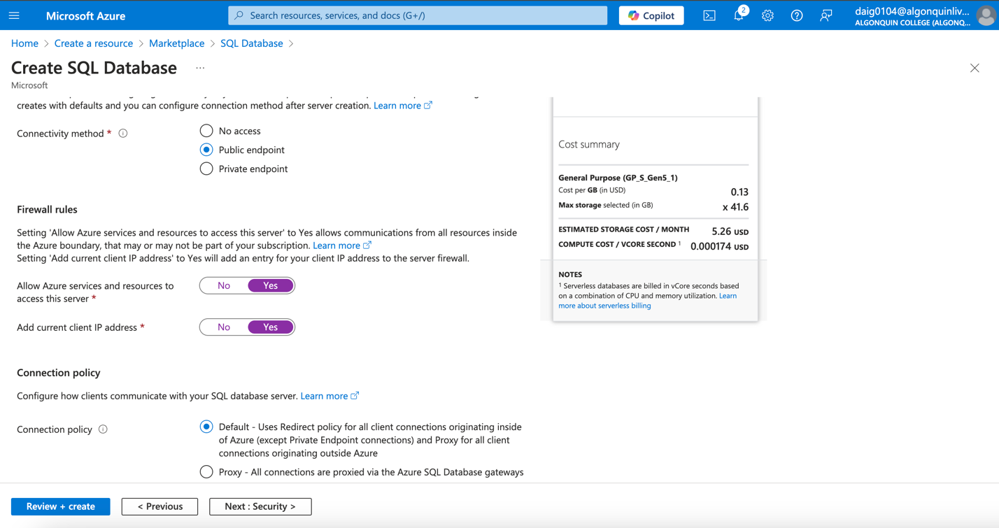 Microsoft Azure
Search resources, services, and docs (G+/)
Copilot
2
daig0104@algonquinliv...
ALGONQUIN COLLEGE (ALGONQ...
Home > Create a resource > Marketplace > SQL Database >
Create SQL Database ...
Microsoft
creates with defaults and you can configure connection method after server creation. Learn more
Connectivity method *
No access
Public endpoint
Private endpoint
Firewall rules
Setting 'Allow Azure services and resources to access this server' to Yes allows communications from all resources inside
the Azure boundary, that may or may not be part of your subscription. Learn more
Setting 'Add current client IP address' to Yes will add an entry for your client IP address to the server firewall.
Allow Azure services and resources to
access this server *
No Yes
Add current client IP address *
No Yes
Connection policy
Configure how clients communicate with your SQL database server. Learn more
Connection policy
Default - Uses Redirect policy for all client connections originating inside
of Azure (except Private Endpoint connections) and Proxy for all client
connections originating outside Azure
Proxy - All connections are proxied via the Azure SQL Database gateways
Cost summary
General Purpose (GP_S_Gen5_1)
Cost per GB (in USD) 0.13
Max storage selected (in GB) x 41.6
ESTIMATED STORAGE COST / MONTH 5.26 USD
COMPUTE COST / VCORE SECOND 1 0.000174 USD
NOTES
1 Serverless databases are billed in vCore seconds based
on a combination of CPU and memory utilization. Learn
more about serverless billing
Review + create
< Previous
Next : Security >